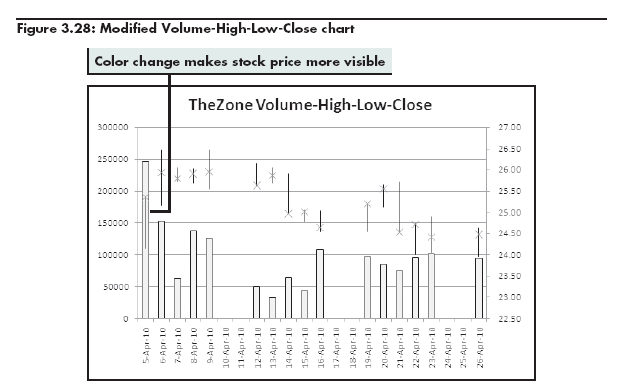 Figure 3.28: Modified Volume-High-Low-Close chart
Color change makes stock price more visible
TheZone Volume-High-Low-Close
300000
250000
200000
150000
100000
50000
0
27.00
26.50
26.00
25.50
25.00
24.50
24.00
23.50
23.00
22.50
5-Apr-10
6-Apr-10
7-Apr-10
8-Apr-10
9-Apr-10
10-Apr-10
11-Apr-10
12-Apr-10
13-Apr-10
14-Apr-10
15-Apr-10
16-Apr-10
17-Apr-10
18-Apr-10
19-Apr-10
20-Apr-10
21-Apr-10
22-Apr-10
23-Apr-10
24-Apr-10
25-Apr-10
26-Apr-10